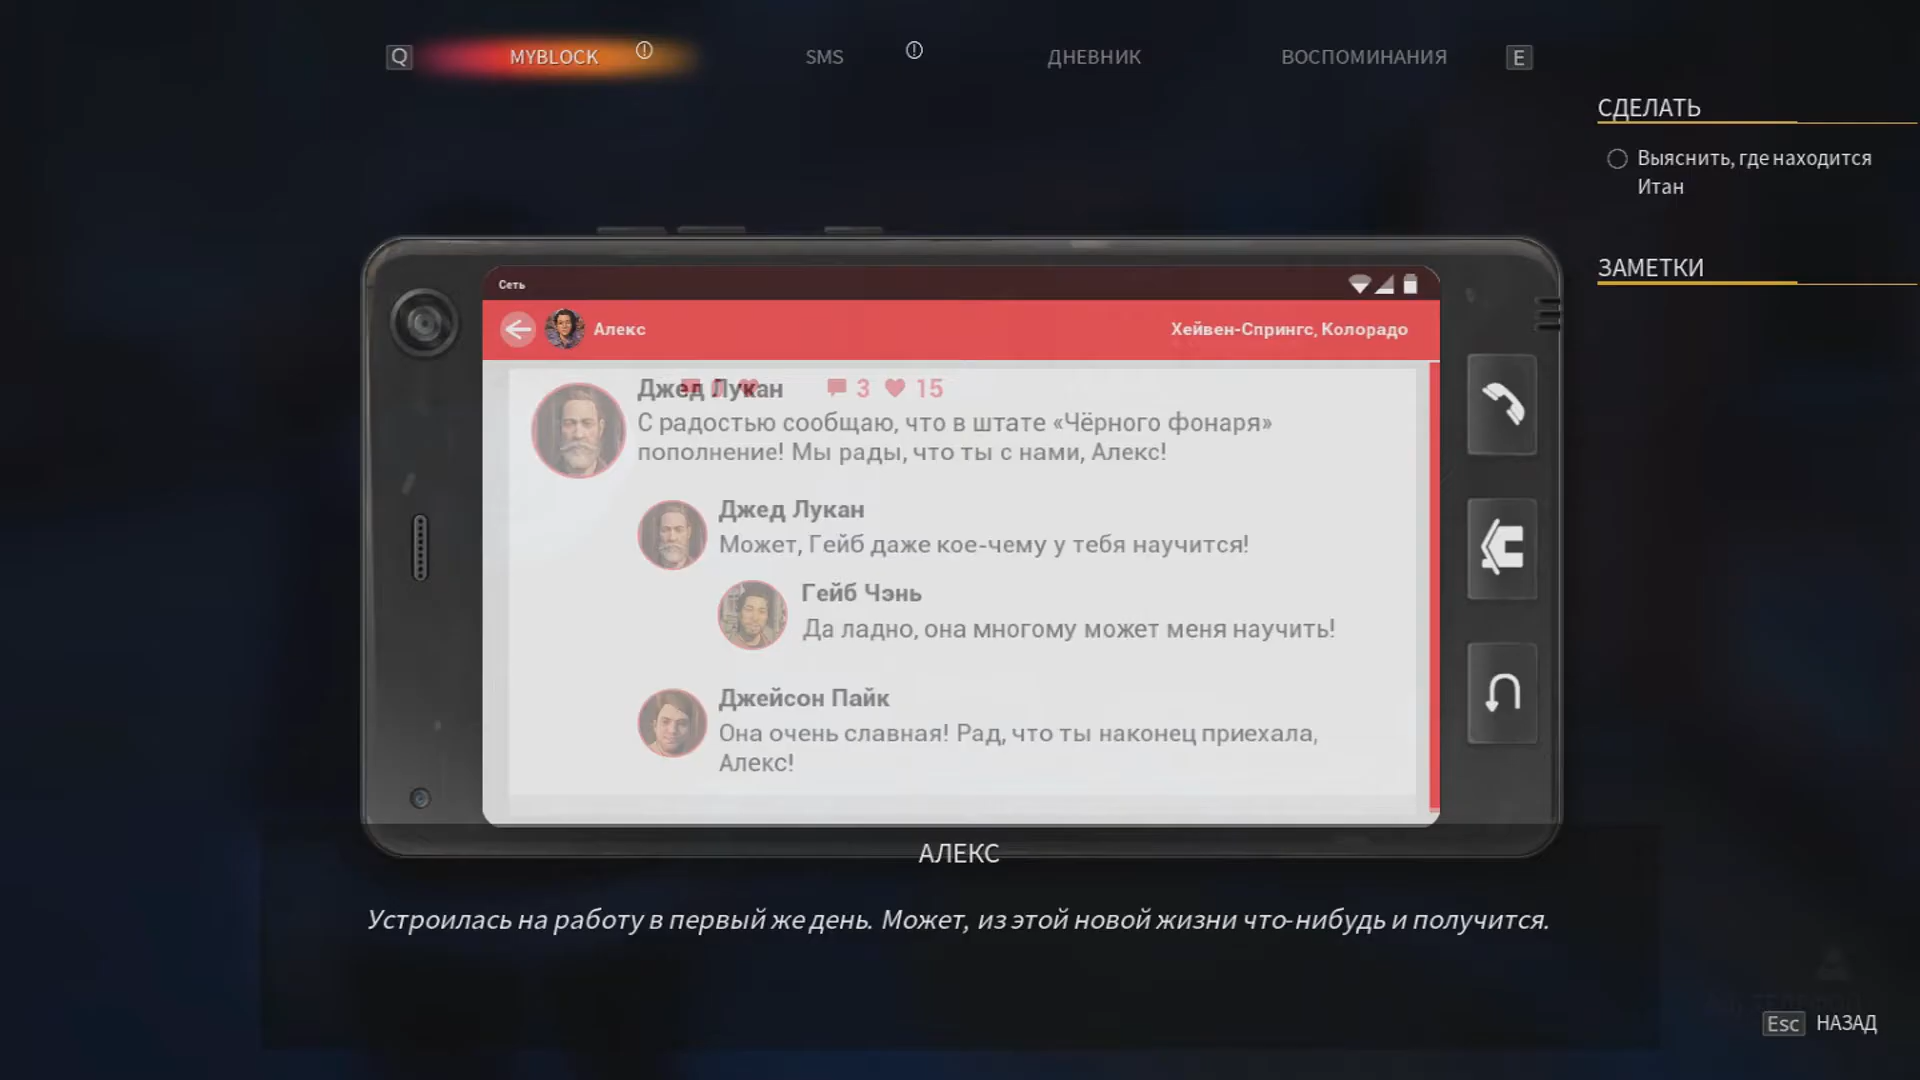 Q MYBLOCK SMS ДНЕВНИК ВОСПОМИНАНИЯ E
СДЕЛАТЬ
Выяснить, где находится
Итан
ЗАМЕТКИ
Сеть
Алекс Хейвен-Спрингс, Колорадо
Джед Лукан 3 15
С радостью сообщаю, что в штате «Чёрного фонаря»
пополнение! Мы рады, что ты с нами, Алекс!
Джед Лукан
Может, Гейб даже кое-чему у тебя научится!
Гейб Чэнь
Да ладно, она многому может меня научить!
Джейсон Пайк
Она очень славная! Рад, что ты наконец приехала,
Алекс!
АЛЕКС
Устроилась на работу в первый же день. Может, из этой новой жизни что-нибудь и получится.
Esc НАЗАД